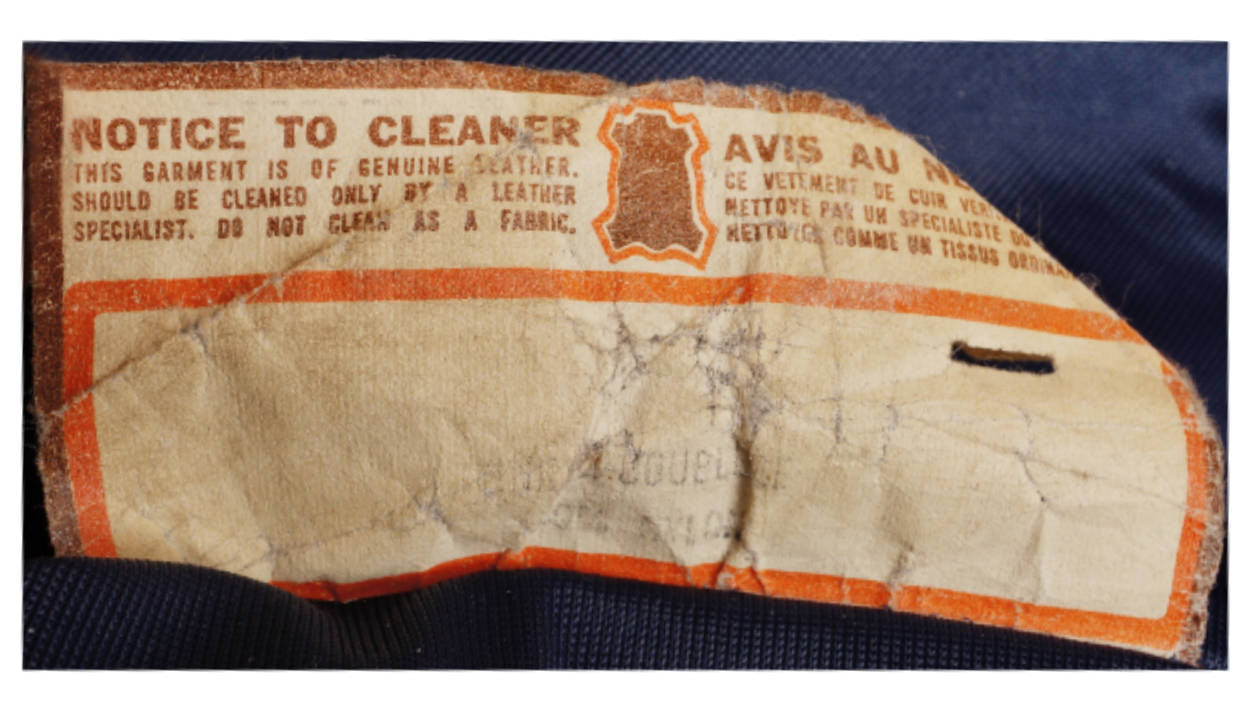 NOTICE TO CLEANER
THIS GARMENT IS OF GENUINE LEATHER.
SHOULD BE CLEANED ONLY BY A LEATHER
SPECIALIST. DO NOT CLEAN AS A FABRIC.
AVIS AU
CE VETEMENT DE CUIR
NETTOYE PAR UN SPECIALISTE
NETTOYER COMME UN TISSUS